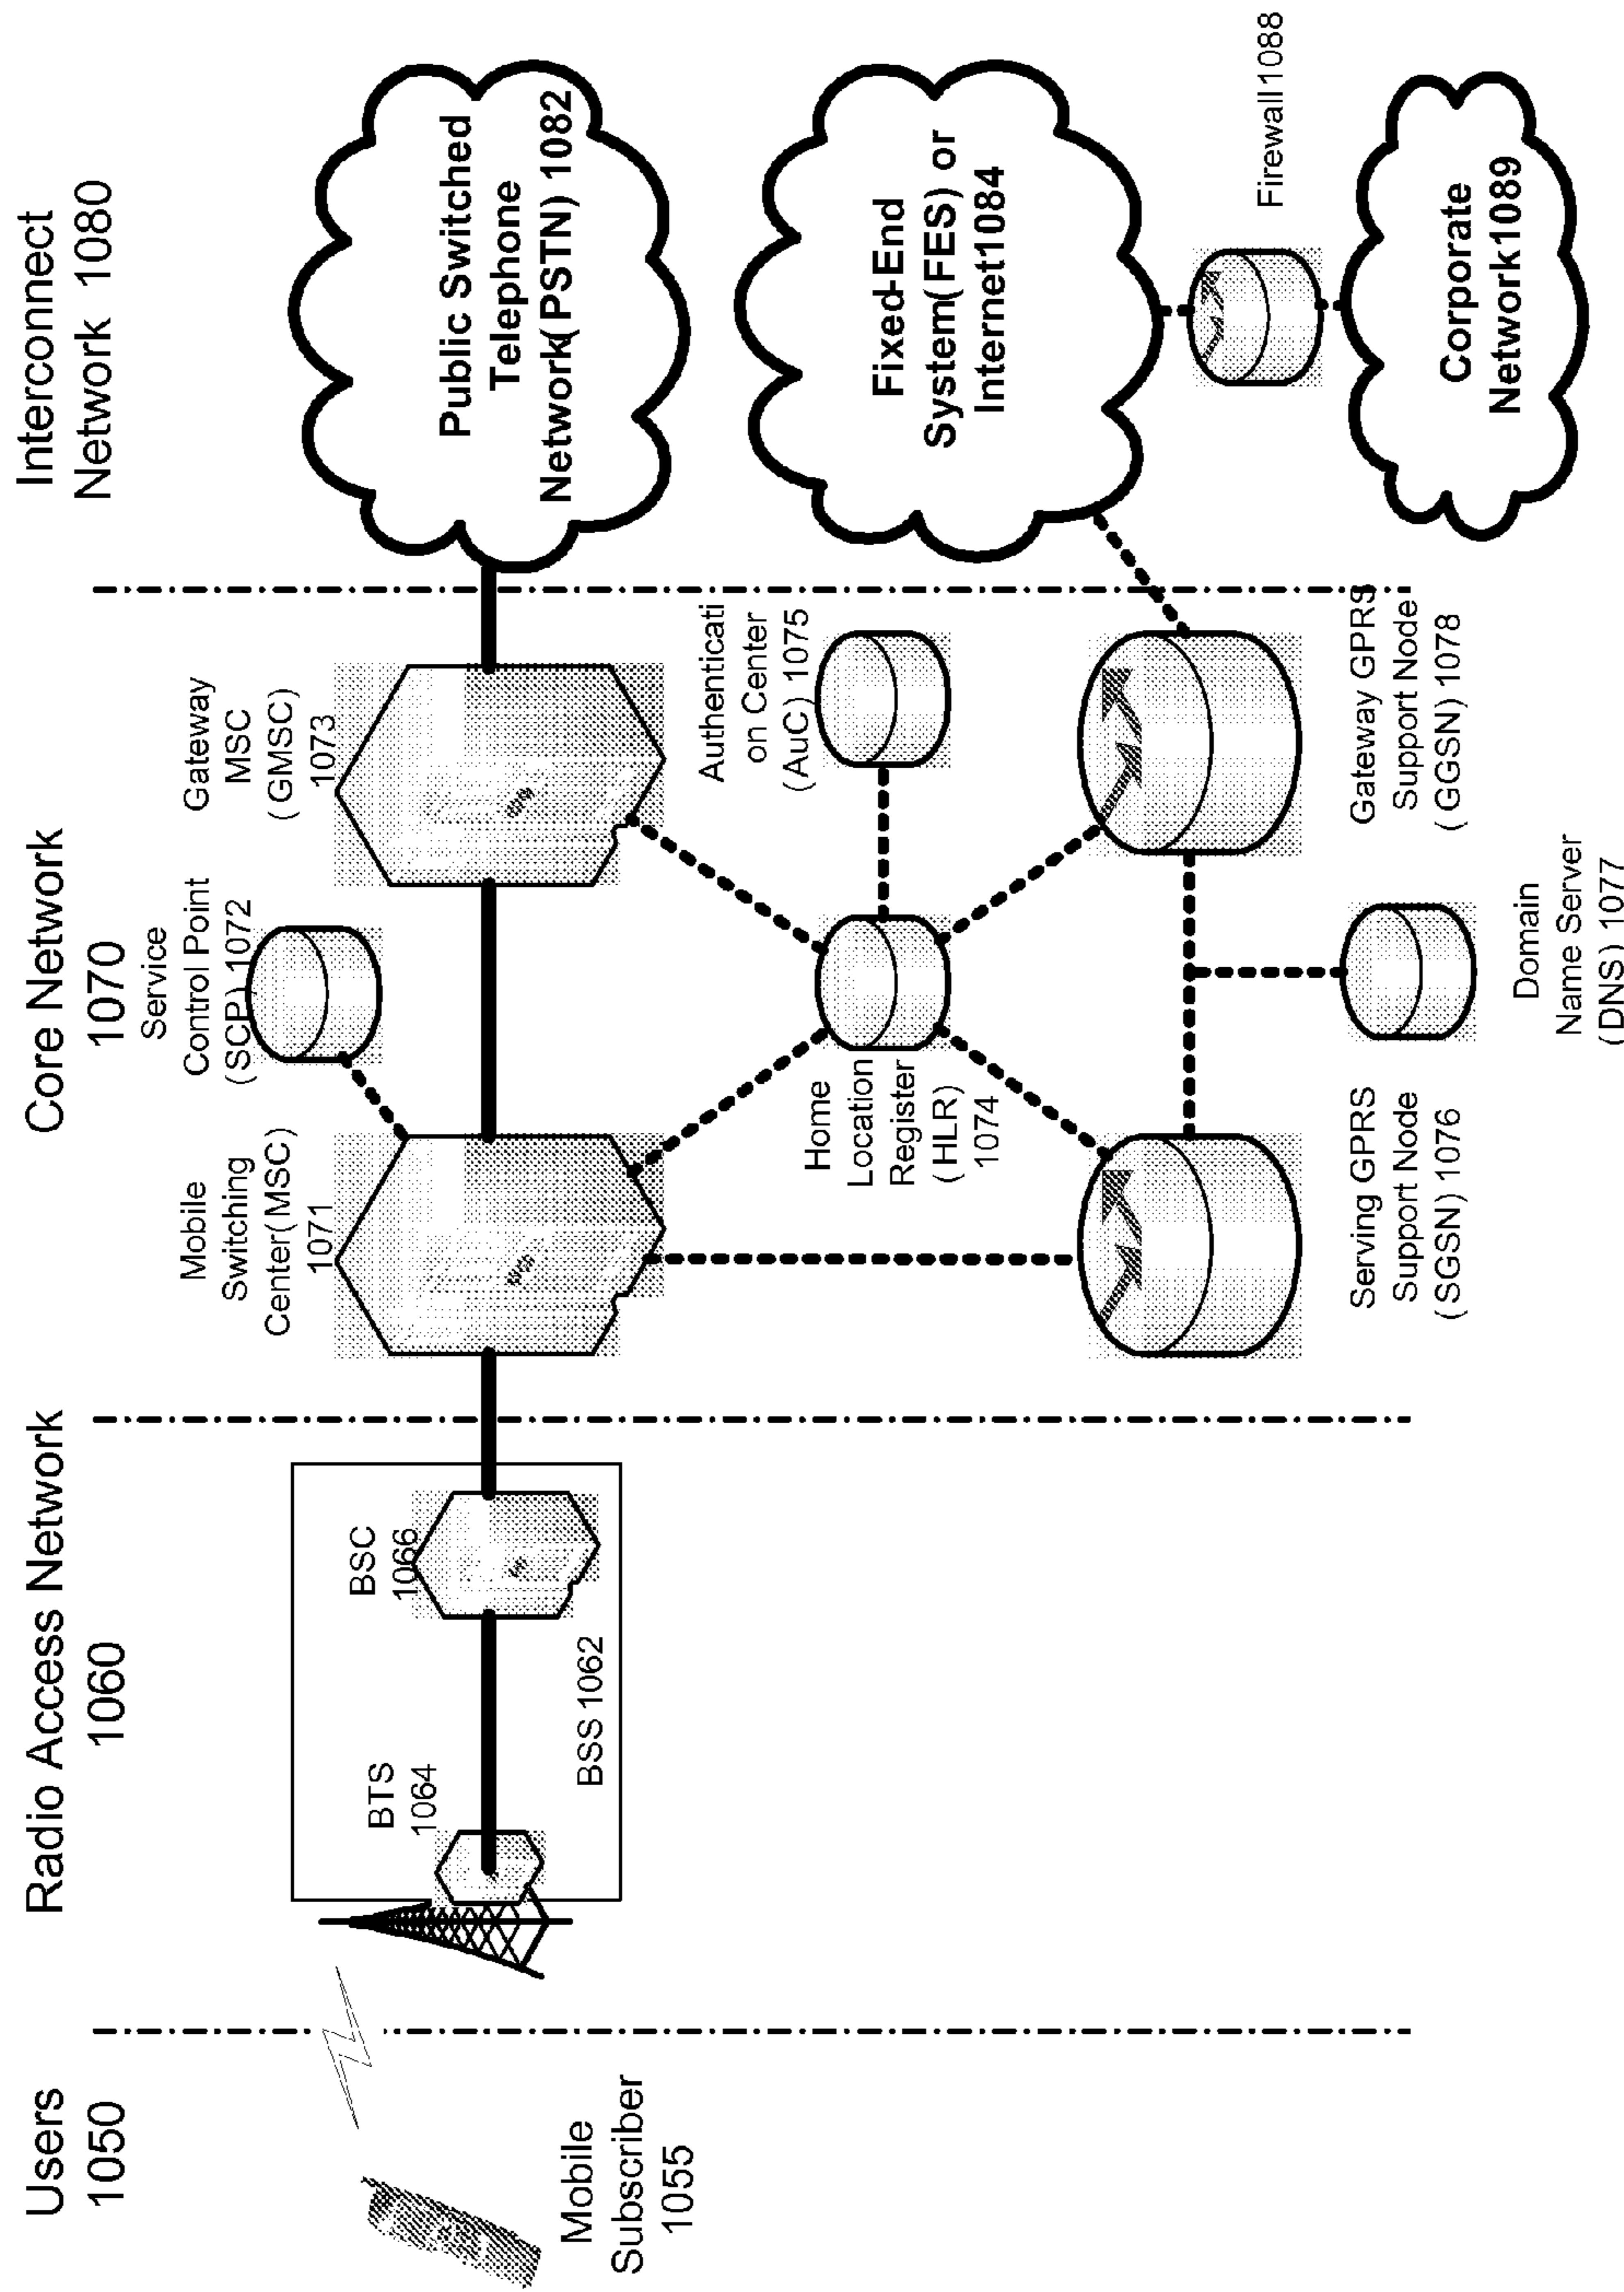 Users
1050
Radio Access Network
1060
Core Network
1070
Interconnect
Network 1080
Mobile
Subscriber
1055
BTS
1064
BSC
1066
BSS 1062
Mobile
Switching
Center(MSC)
1071
Service
Control Point
(SCP) 1072
Gateway
MSC
(GMSC)
1073
Public Switched
Telephone
Network(PSTN) 1082
Home
Location
Register
(HLR)
1074
Authenticati
on Center
(AuC) 1075
Fixed-End
System(FES) or
Internet1084
Serving GPRS
Support Node
(SGSN) 1076
Domain
Name Server
(DNS) 1077
Gateway GPRS
Support Node
(GGSN) 1078
Firewall1088
Corporate
Network1089